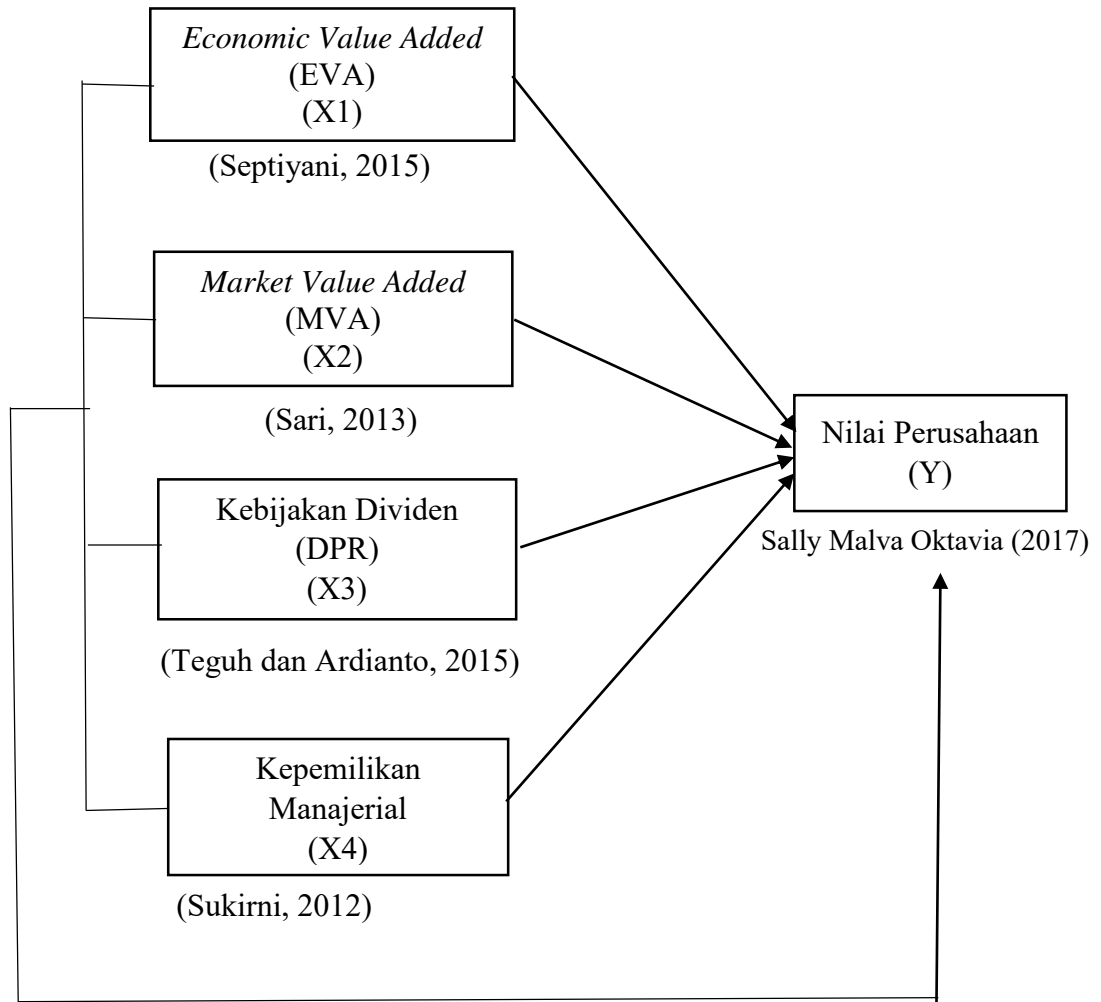 Economic Value Added
(EVA)
(X1)
(Septiyani, 2015)
Market Value Added
(MVA)
(X2)
(Sari, 2013)
Kebijakan Dividen
(DPR)
(X3)
(Teguh dan Ardianto, 2015)
Kepemilikan
Manajerial
(X4)
(Sukirni, 2012)
Nilai Perusahaan
(Y)
Sally Malva Oktavia (2017)